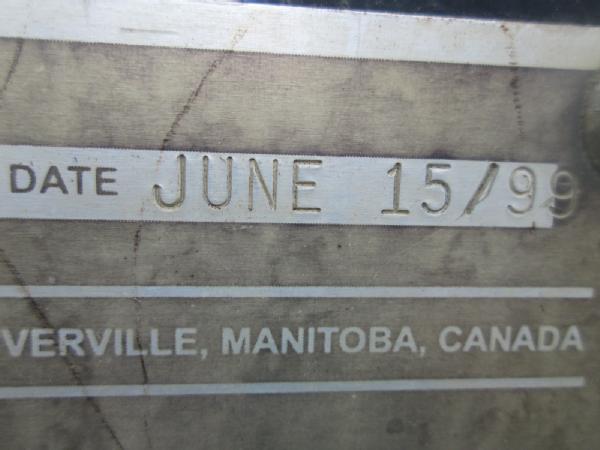 DATE JUNE 15/99
VERVILLE, MANITOBA, CANADA